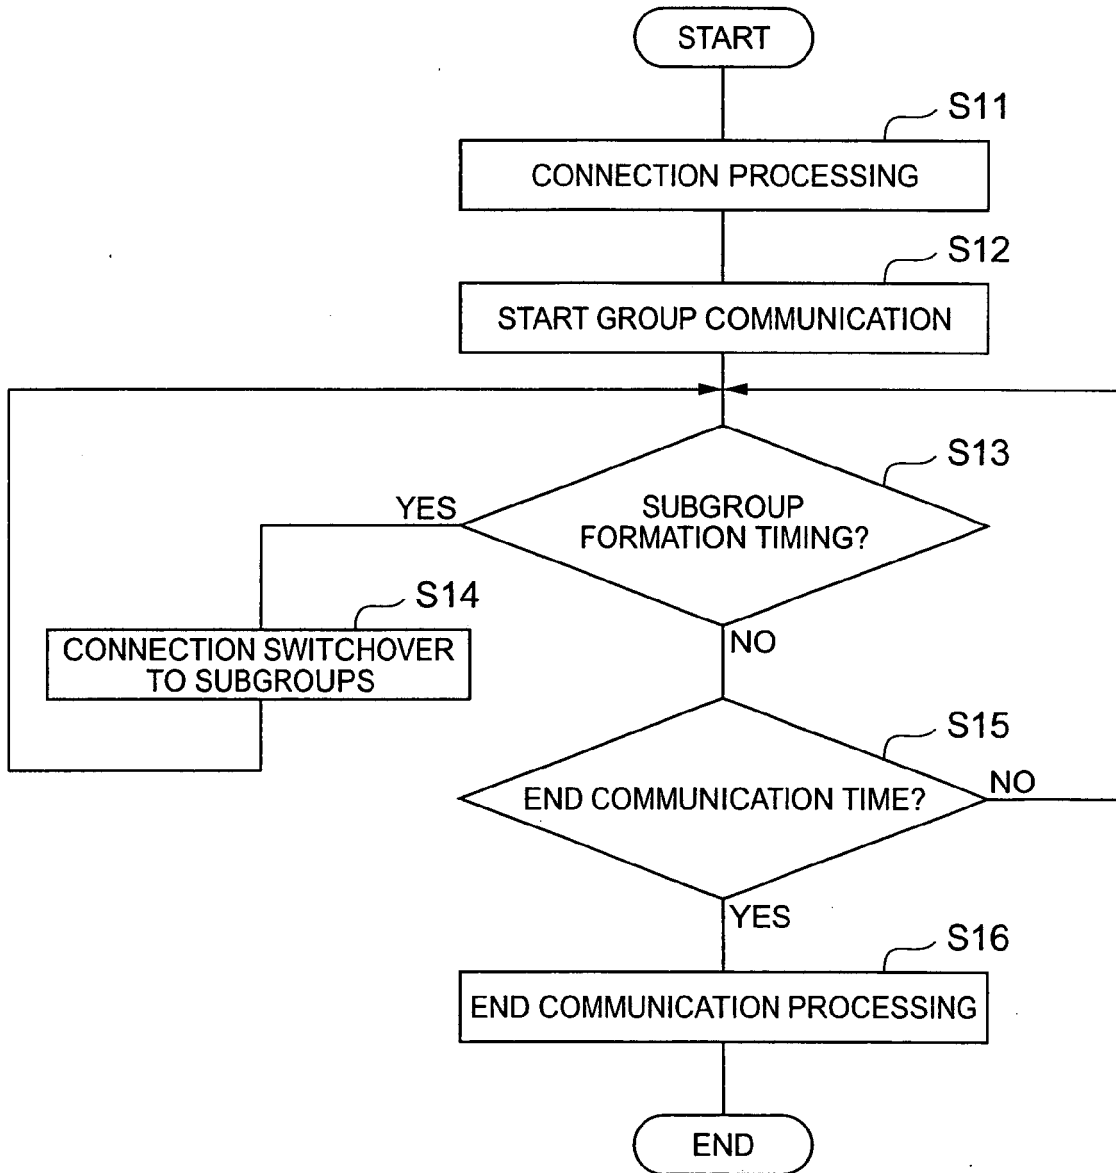 START
S11
CONNECTION PROCESSING
S12
START GROUP COMMUNICATION
S13
SUBGROUP
FORMATION TIMING?
YES
S14
CONNECTION SWITCHOVER
TO SUBGROUPS
NO
S15
END COMMUNICATION TIME?
NO
YES
S16
END COMMUNICATION PROCESSING
END